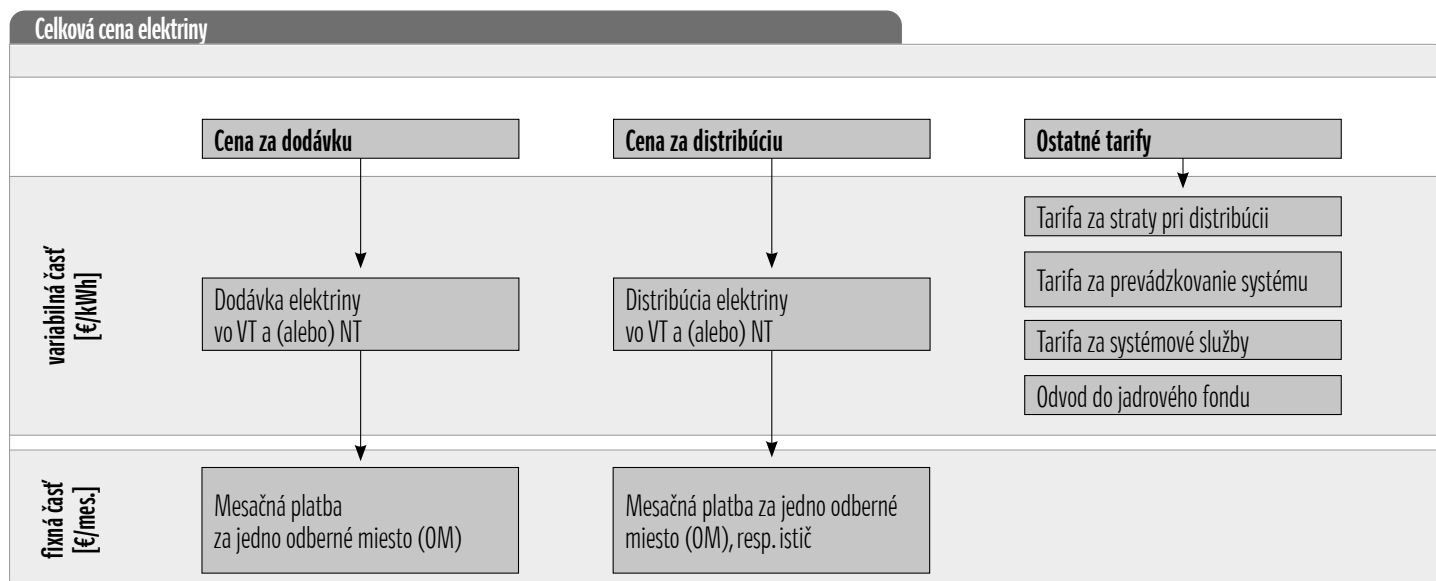 Celková cena elektriny
Cena za dodávku
Cena za distribúciu
Ostatné tarify
variabilná časť
[€/kWh]
Dodávka elektriny
vo VT a (alebo) NT
Distribúcia elektriny
vo VT a (alebo) NT
Tarifa za straty pri distribúcii
Tarifa za prevádzkovanie systému
Tarifa za systémové služby
Odvod do jadrového fondu
fixná časť
[€/mes.]
Mesačná platba
za jedno odberné miesto (OM)
Mesačná platba za jedno odberné
miesto (OM), resp. istič